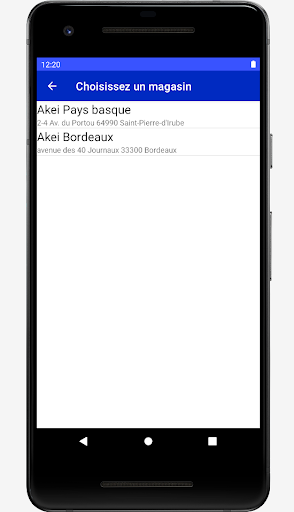 12:20
Choisissez un magasin
Akei Pays basque
2-4 Av. du Portou 64990 Saint-Pierre-d'Irube
Akei Bordeaux
avenue des 40 Journaux 33300 Bordeaux